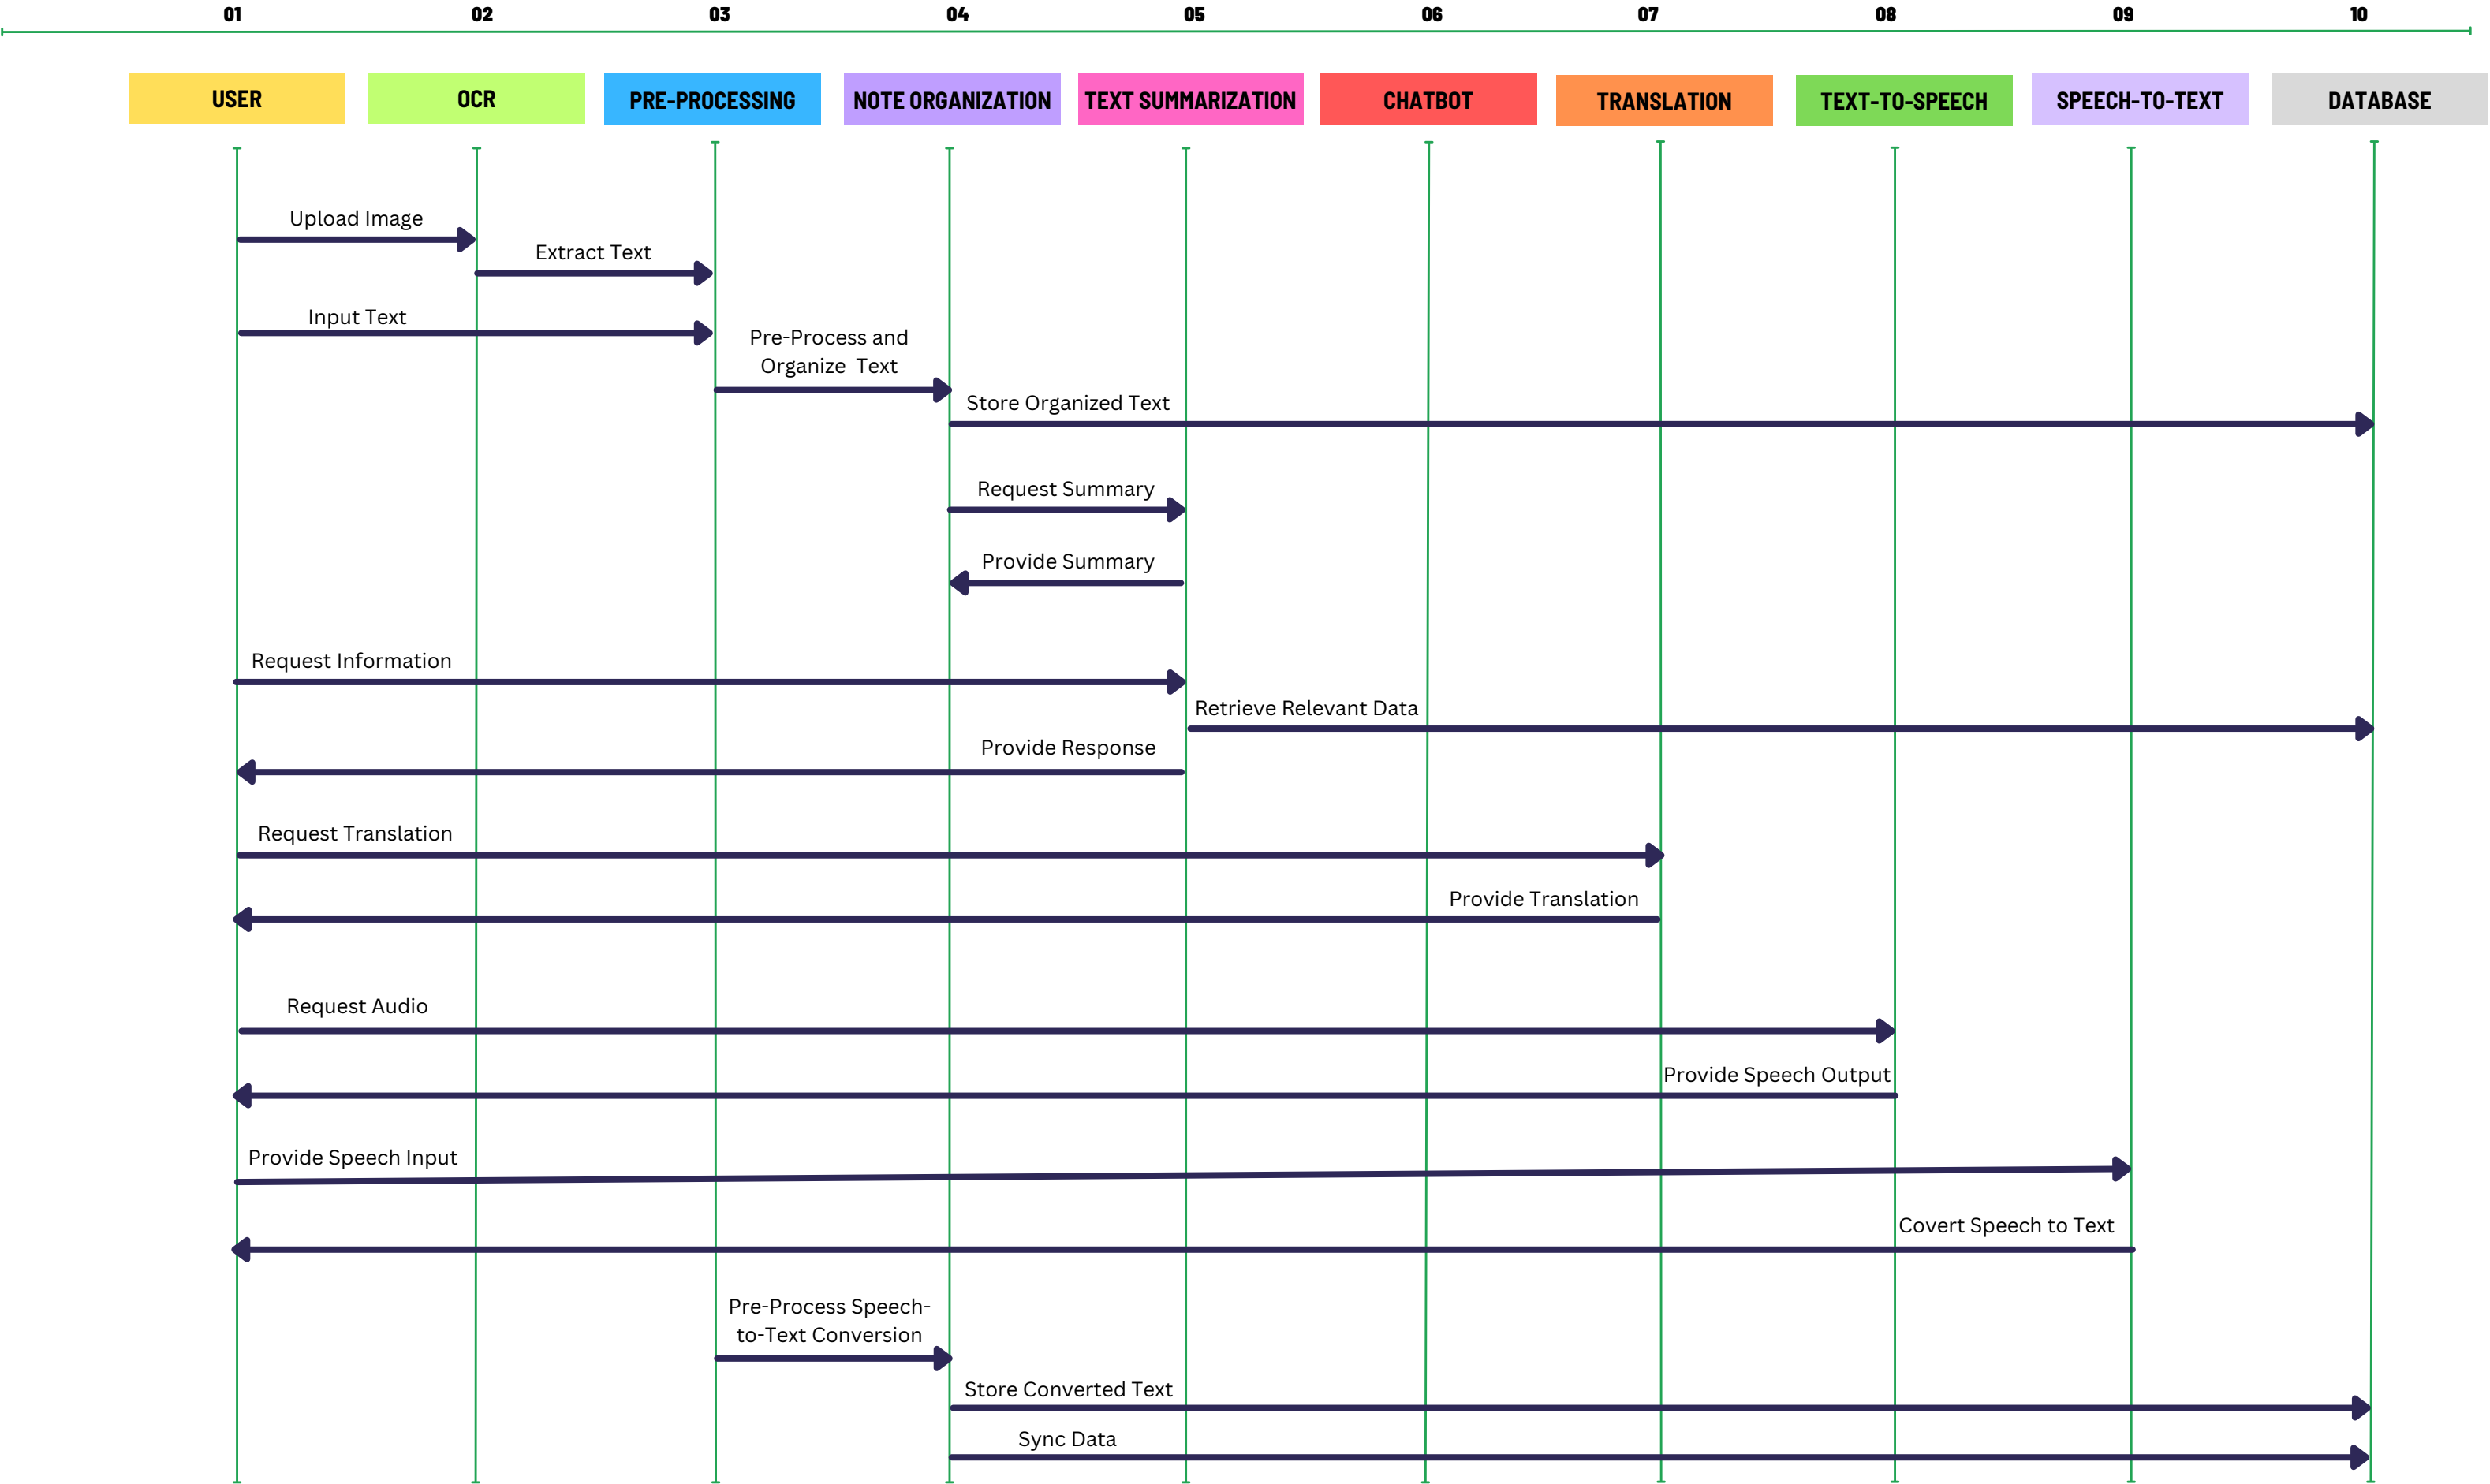 01 02 03 04 05 06 07 08 09 10
USER OCR PRE-PROCESSING NOTE ORGANIZATION TEXT SUMMARIZATION CHATBOT TRANSLATION TEXT-TO-SPEECH SPEECH-TO-TEXT DATABASE
Upload Image
Extract Text
Input Text
Pre-Process and
Organize Text
Store Organized Text
Request Summary
Provide Summary
Request Information
Retrieve Relevant Data
Provide Response
Request Translation
Provide Translation
Request Audio
Provide Speech Output
Provide Speech Input
Covert Speech to Text
Pre-Process Speech-
to-Text Conversion
Store Converted Text
Sync Data